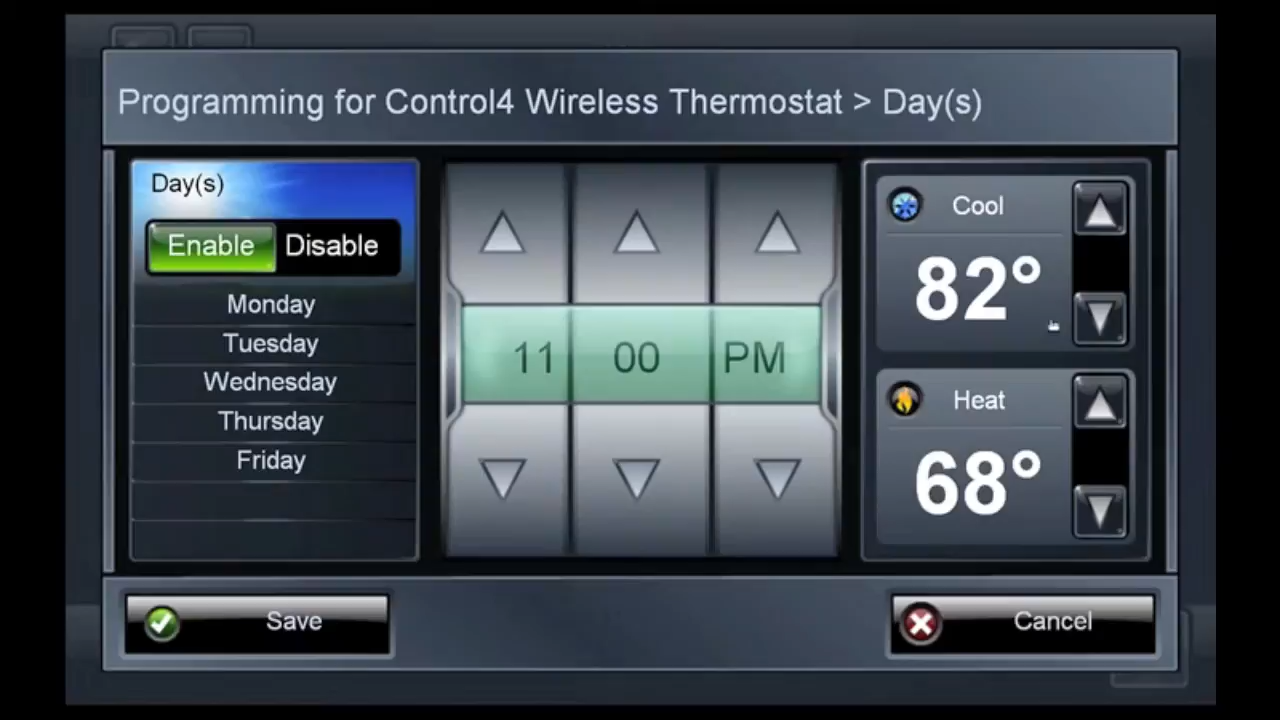 Programming for Control4 Wireless Thermostat > Day(s)
Day(s)
Enable Disable
Monday
Tuesday
Wednesday
Thursday
Friday
11 00 PM
Cool
82°
Heat
68°
Save
Cancel